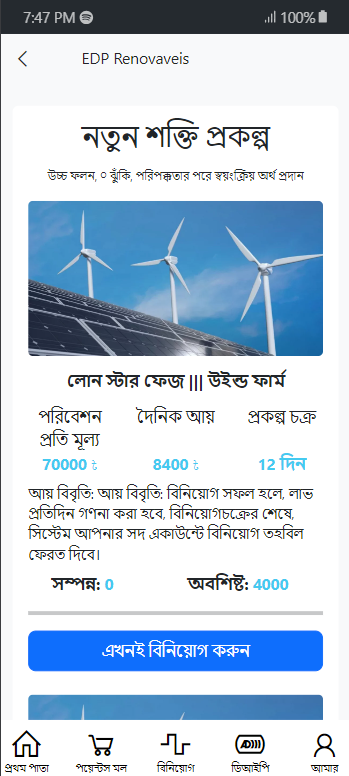 7:47 PM 100%
EDP Renovaveis
নতুন শক্তি প্রকল্প
উচ্চ ফলন, ০ ঝুঁকি, পরিপক্কতার পরে স্বয়ংক্রিয় অর্থ প্রদান
লোন স্টার ফেজ ||| উইন্ড ফার্ম
পরিবেশন প্রতি মূল্য
দৈনিক আয়
প্রকল্প চক্র
70000 ৳
8400 ৳
12 দিন
আয় বিবৃতি: আয় বিবৃতি: বিনিয়োগ সফল হলে, লাভ
প্রতিদিন গণনা করা হবে, বিনিয়োগচক্রের শেষে,
সিস্টেম আপনার সদ একাউন্টে বিনিয়োগ তহবিল
ফেরত দিবে।
সম্পন্ন: 0
অবশিষ্ট: 4000
এখনই বিনিয়োগ করুন
প্রথম পাতা
পয়েন্টস মল
বিনিয়োগ
ডিআইপি
আমার